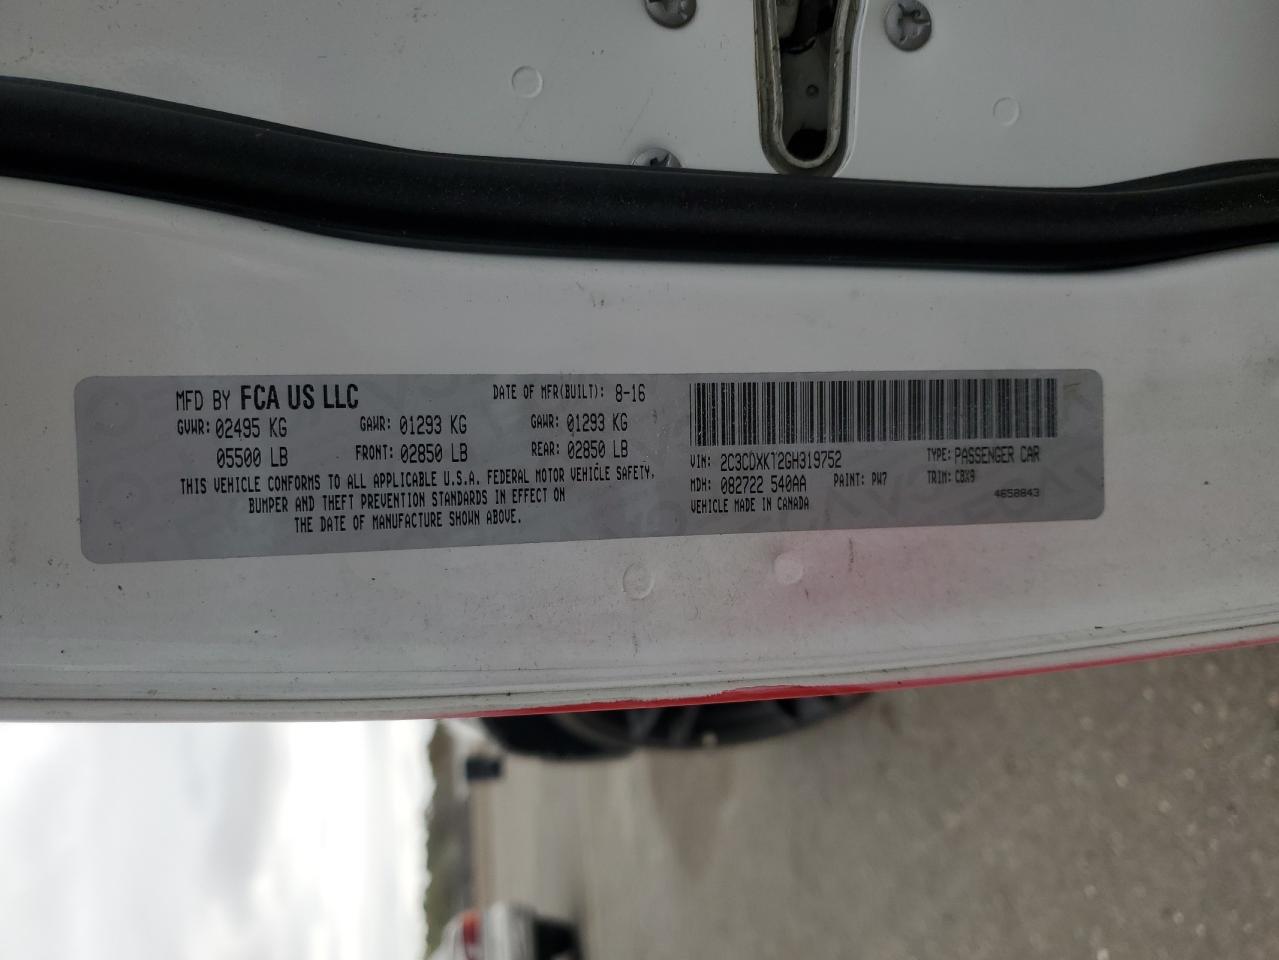 MFD BY FCA US LLC DATE OF MFR(BUILT): 8-16
GVWR: 02495 KG GAWR: 01293 KG GAWR: 01293 KG
05500 LB FRONT: 02850 LB REAR: 02850 LB
THIS VEHICLE CONFORMS TO ALL APPLICABLE U.S.A. FEDERAL MOTOR VEHICLE SAFETY,
BUMPER AND THEFT PREVENTION STANDARDS IN EFFECT ON
THE DATE OF MANUFACTURE SHOWN ABOVE.
VIN: 2C3CDXKT2GH319752 TYPE: PASSENGER CAR
MDH: 082722 540AA PAINT: PW7 TRIM: CBX9
VEHICLE MADE IN CANADA 4658843